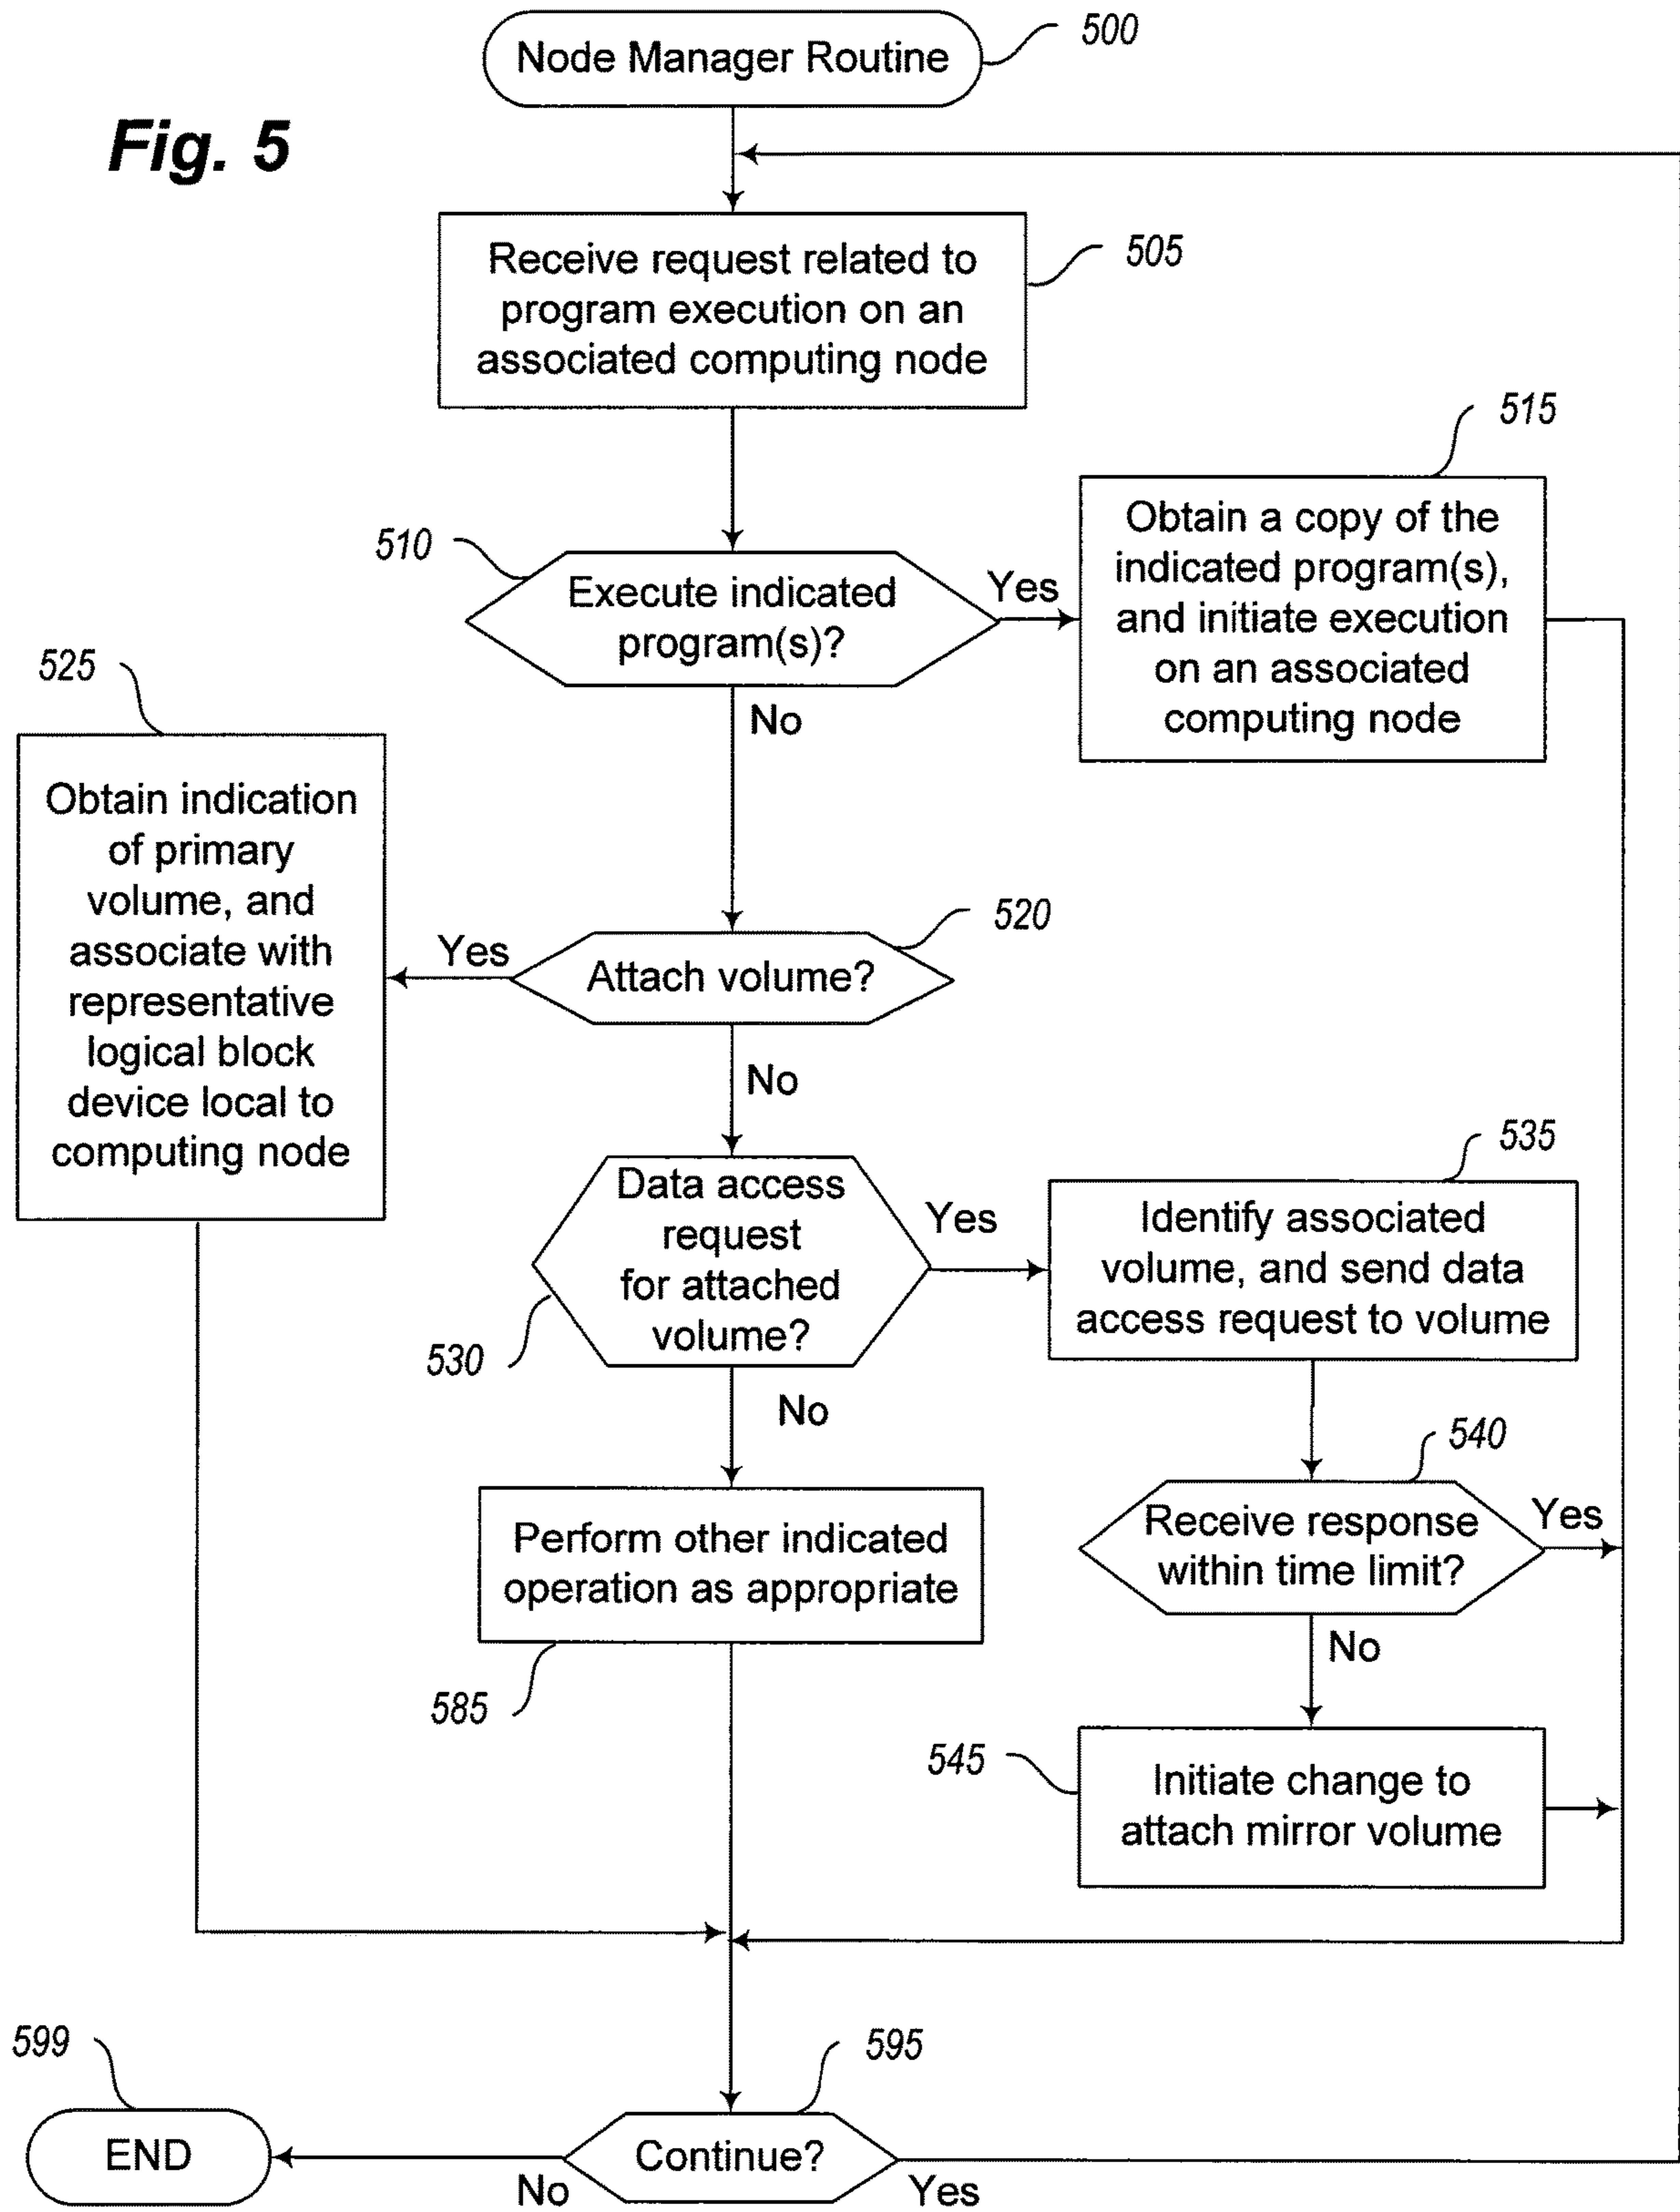 Node Manager Routine
500
Fig. 5
Receive request related to
program execution on an
associated computing node
505
515
Obtain a copy of the
indicated program(s),
and initiate execution
on an associated
computing node
510
Execute indicated
program(s)?
Yes
No
525
Obtain indication
of primary
volume, and
associate with
representative
logical block
device local to
computing node
520
Attach volume?
Yes
No
530
Data access
request
for attached
volume?
Yes
No
535
Identify associated
volume, and send data
access request to volume
540
Receive response
within time limit?
Yes
No
Perform other indicated
operation as appropriate
585
545
Initiate change to
attach mirror volume
599
END
595
Continue?
No
Yes